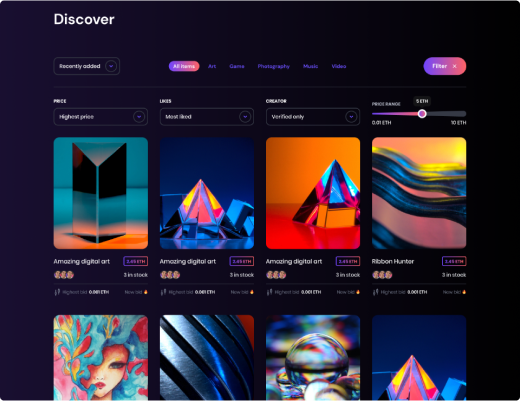 Discover
Recently added
All items Art Game Photography Music Video
Filter ×
PRICE LIKES CREATOR PRICE RANGE
5 ETH
Highest price Most liked Verified only
0.01 ETH 10 ETH
Amazing digital art 2.45 ETH Amazing digital art 2.45 ETH Amazing digital art 2.45 ETH Ribbon Hunter 2.45 ETH
3 in stock 3 in stock 3 in stock 3 in stock
Highest bid 0.001 ETH New bid Highest bid 0.001 ETH New bid Highest bid 0.001 ETH New bid Highest bid 0.001 ETH New bid